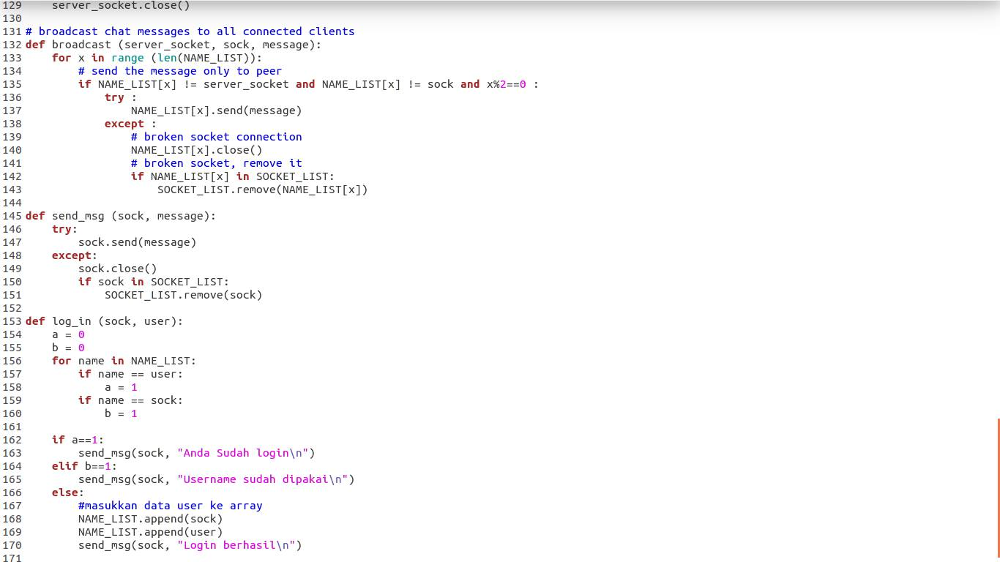 129     server_socket.close()
130
131 # broadcast chat messages to all connected clients
132 def broadcast (server_socket, sock, message):
133     for x in range (len(NAME_LIST)):
134         # send the message only to peer
135         if NAME_LIST[x] != server_socket and NAME_LIST[x] != sock and x%2==0 :
136             try :
137                 NAME_LIST[x].send(message)
138             except :
139                 # broken socket connection
140                 NAME_LIST[x].close()
141                 # broken socket, remove it
142                 if NAME_LIST[x] in SOCKET_LIST:
143                     SOCKET_LIST.remove(NAME_LIST[x])
144
145 def send_msg (sock, message):
146     try:
147         sock.send(message)
148     except:
149         sock.close()
150         if sock in SOCKET_LIST:
151             SOCKET_LIST.remove(sock)
152
153 def log_in (sock, user):
154     a = 0
155     b = 0
156     for name in NAME_LIST:
157         if name == user:
158             a = 1
159         if name == sock:
160             b = 1
161
162     if a==1:
163         send_msg(sock, "Anda Sudah login\n")
164     elif b==1:
165         send_msg(sock, "Username sudah dipakai\n")
166     else:
167         #masukkan data user ke array
168         NAME_LIST.append(sock)
169         NAME_LIST.append(user)
170         send_msg(sock, "Login berhasil\n")
171